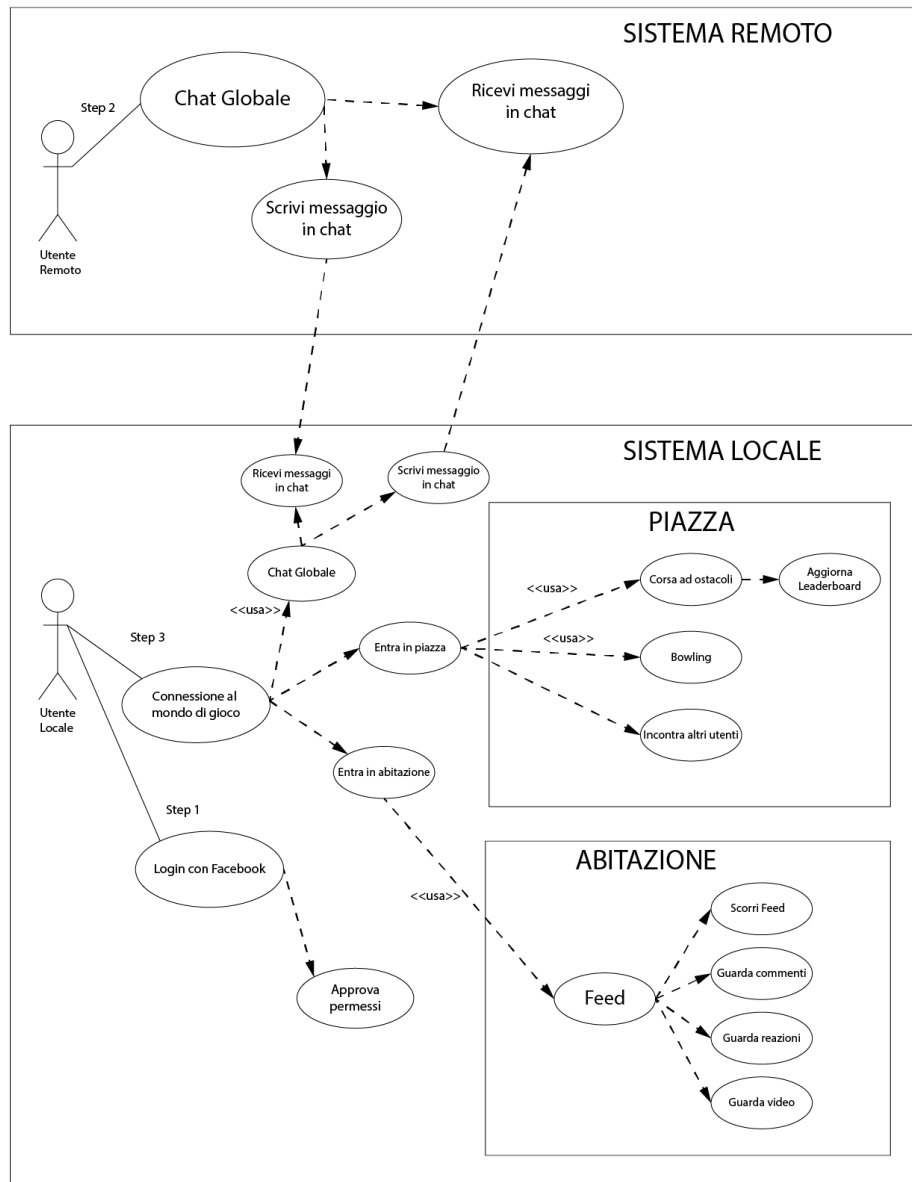 SISTEMA REMOTO
Chat Globale
Ricevi messaggi
in chat
Step 2
Scrivi messaggio
in chat
Utente
Remoto
SISTEMA LOCALE
Ricevi messaggi
in chat
Scrivi messaggio
in chat
PIAZZA
Chat Globale
Corsa ad ostacoli
Aggiorna
Leaderboard
<<usa>>
<<usa>>
Step 3
Entra in piazza
<<usa>>
Bowling
Connessione al
mondo di gioco
Utente
Locale
Incontra altri utenti
Entra in abitazione
Step 1
Login con Facebook
ABITAZIONE
<<usa>>
Scorri Feed
Approva
permessi
Feed
Guarda commenti
Guarda reazioni
Guarda video